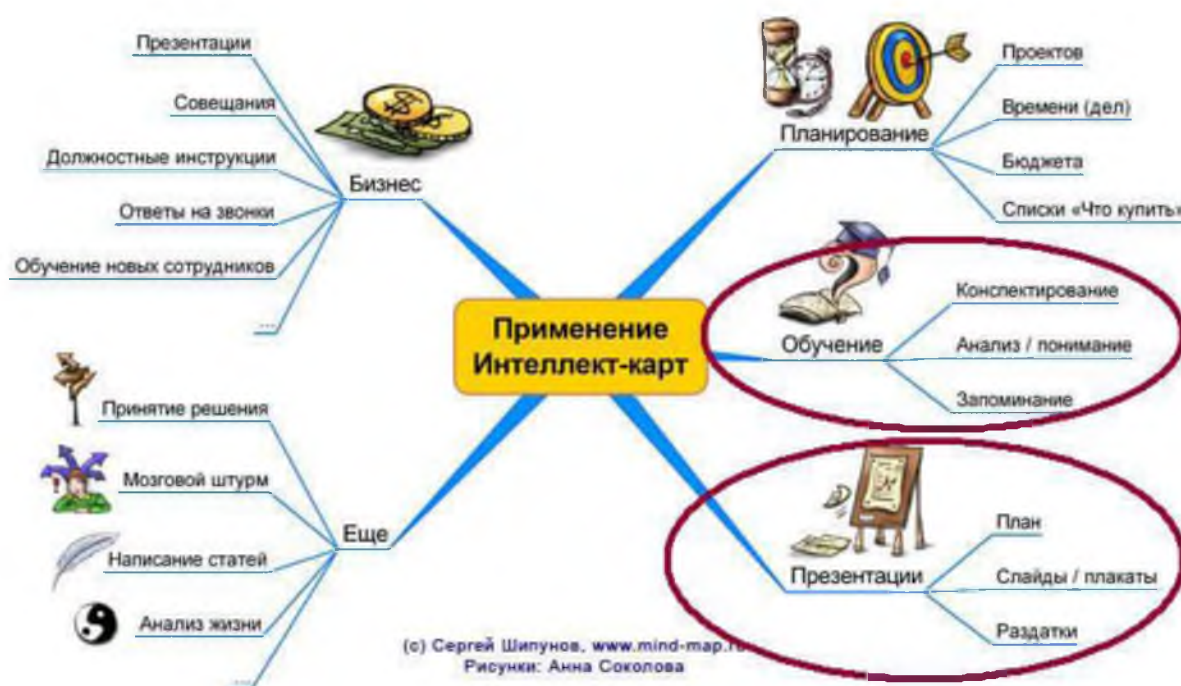 Применение
Интеллект-карт
Бизнес
Презентации
Совещания
Должностные инструкции
Ответы на звонки
Обучение новых сотрудников
...
Планирование
Проектов
Времени (дел)
Бюджета
Списки «Что купить»
Обучение
Конспектирование
Анализ / понимание
Запоминание
Презентации
План
Слайды / плакаты
Раздатки
Еще
Принятие решения
Мозговой штурм
Написание статей
Анализ жизни
...
(c) Сергей Шипунов, www.mind-map.r
Рисунки: Анна Соколова